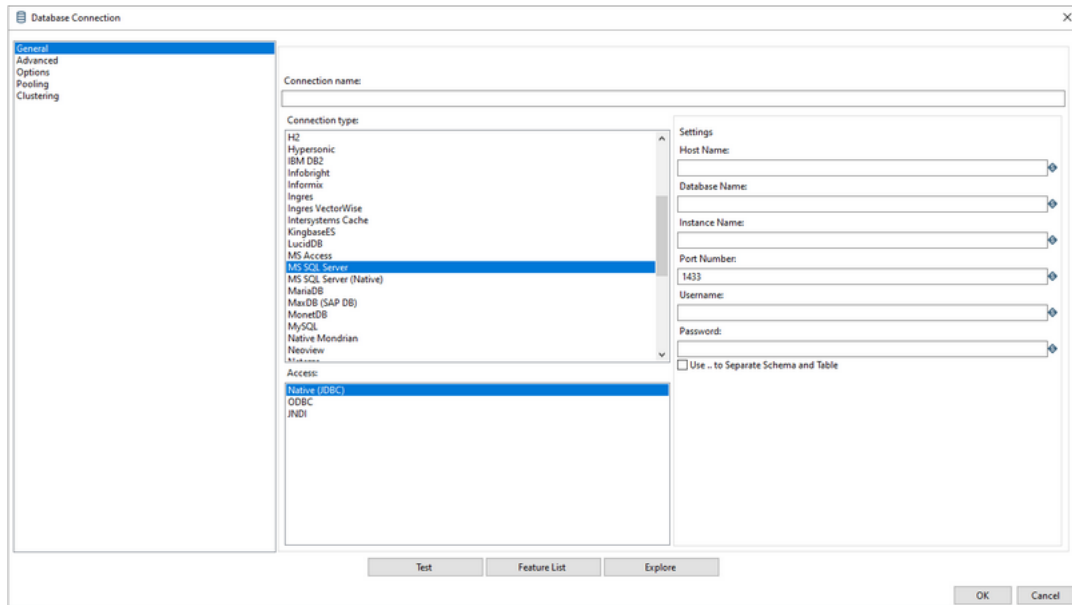 Database Connection
General
Advanced
Options
Pooling
Clustering
Connection name:
Connection type:
H2
Hypersonic
IBM DB2
Infobright
Informix
Ingres
Ingres VectorWise
Intersystems Cache
KingbaseES
LucidDB
MS Access
MS SQL Server
MS SQL Server (Native)
MariaDB
MaxDB (SAP DB)
MonetDB
MySQL
Native Mondrian
Neoview
Access:
Native (JDBC)
ODBC
JNDI
Settings
Host Name:
Database Name:
Instance Name:
Port Number:
1433
Username:
Password:
Use .. to Separate Schema and Table
Test
Feature List
Explore
OK
Cancel